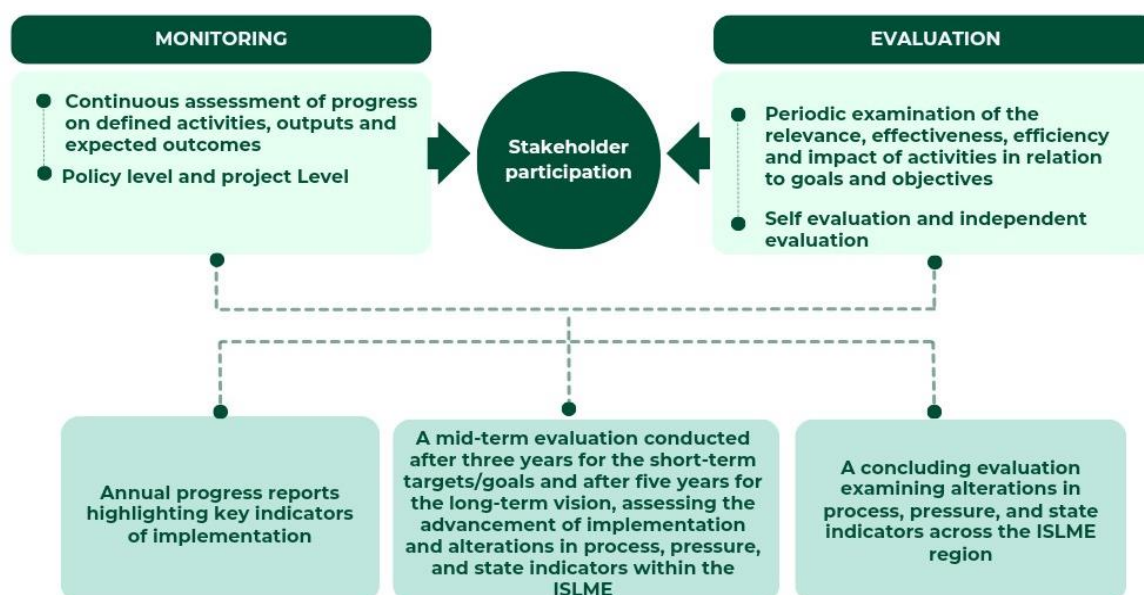 MONITORING
Continuous assessment of progress
on defined activities, outputs and
expected outcomes
Policy level and project Level
Stakeholder
participation
EVALUATION
Periodic examination of the
relevance, effectiveness, efficiency
and impact of activities in relation
to goals and objectives
Self evaluation and independent
evaluation
Annual progress reports
highlighting key indicators
of implementation
A mid-term evaluation conducted
after three years for the short-term
targets/goals and after five years for
the long-term vision, assessing the
advancement of implementation
and alterations in process, pressure,
and state indicators within the
ISLME
A concluding evaluation
examining alterations in
process, pressure, and state
indicators across the ISLME
region